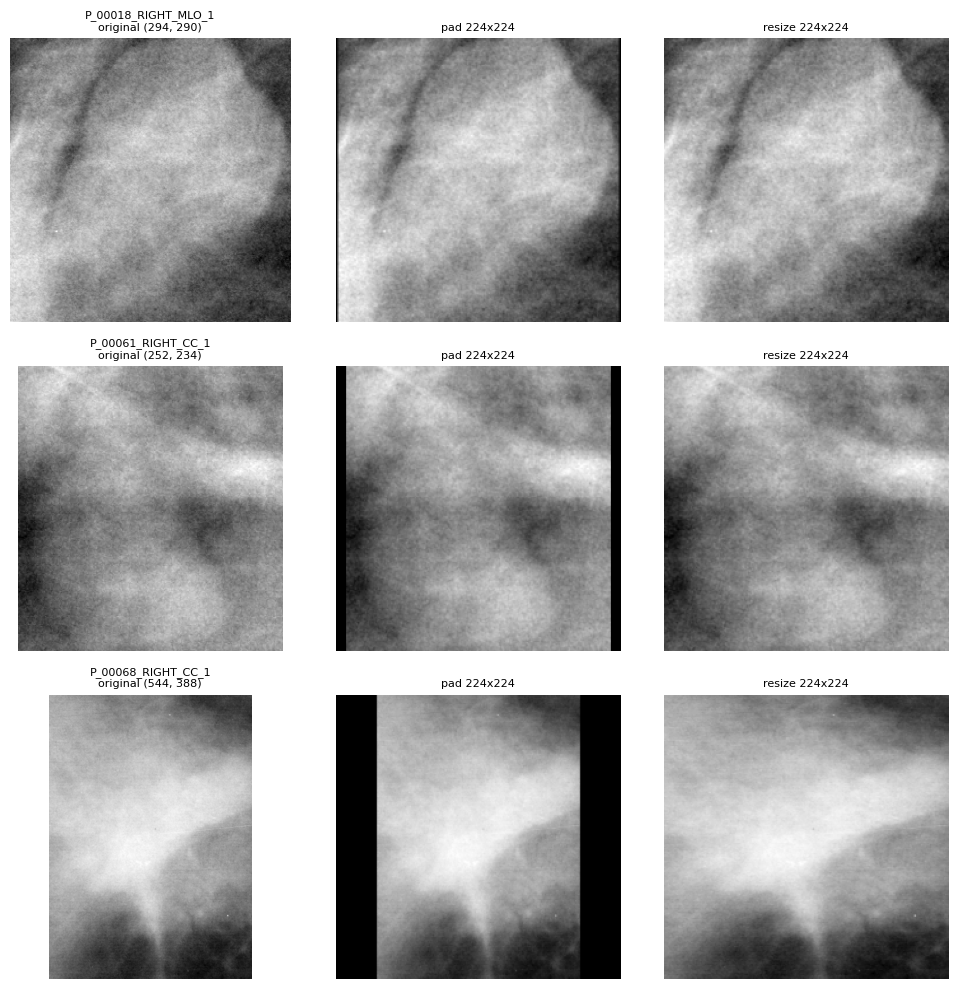 P_00018_RIGHT_MLO_1
original (294, 290)
pad 224x224
resize 224x224
P_00061_RIGHT_CC_1
original (252, 234)
pad 224x224
resize 224x224
P_00068_RIGHT_CC_1
original (544, 388)
pad 224x224
resize 224x224